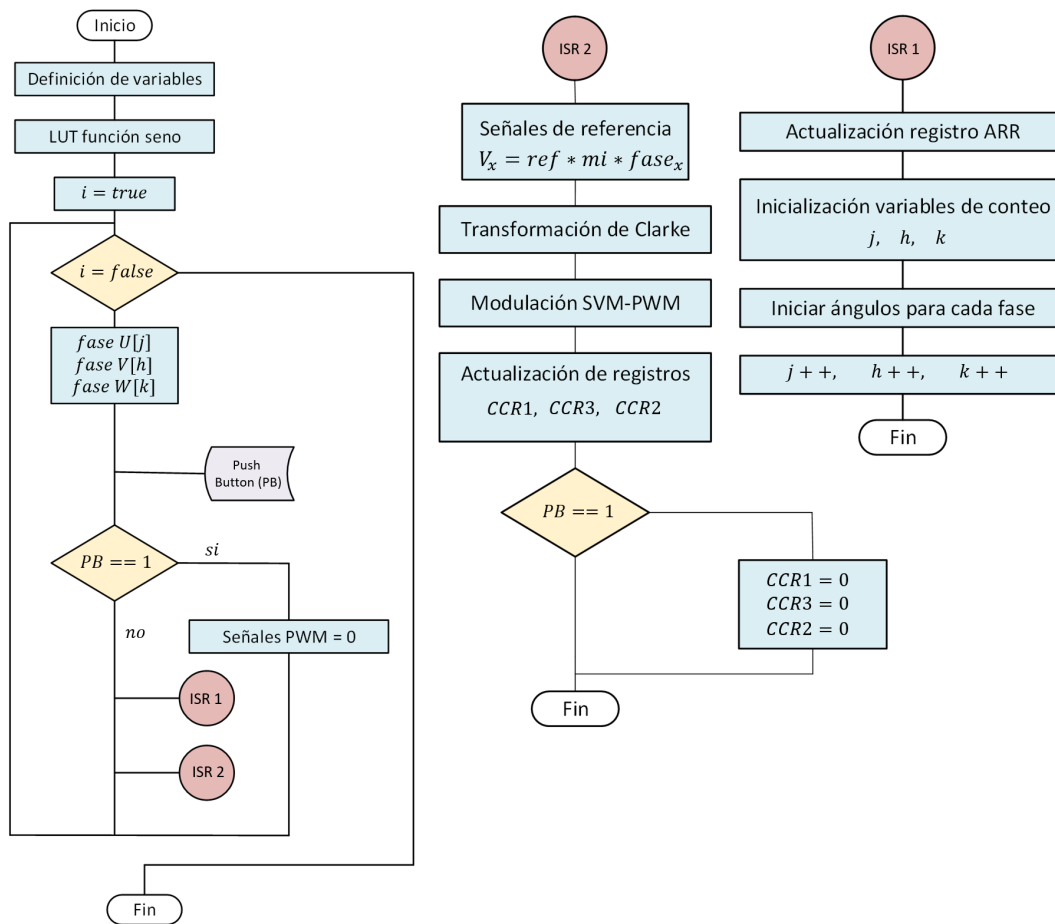 Inicio
Definición de variables
LUT función seno
i = true
i = false
fase U[j]
fase V[h]
fase W[k]
Push
Button (PB)
PB == 1
si
no
Señales PWM = 0
ISR 1
ISR 2
Fin
ISR 2
Señales de referencia
Vₓ = ref * mi * faseₓ
Transformación de Clarke
Modulación SVM-PWM
Actualización de registros
CCR1, CCR3, CCR2
PB == 1
CCR1 = 0
CCR3 = 0
CCR2 = 0
Fin
ISR 1
Actualización registro ARR
Inicialización variables de conteo
j, h, k
Iniciar ángulos para cada fase
j + +, h + +, k + +
Fin